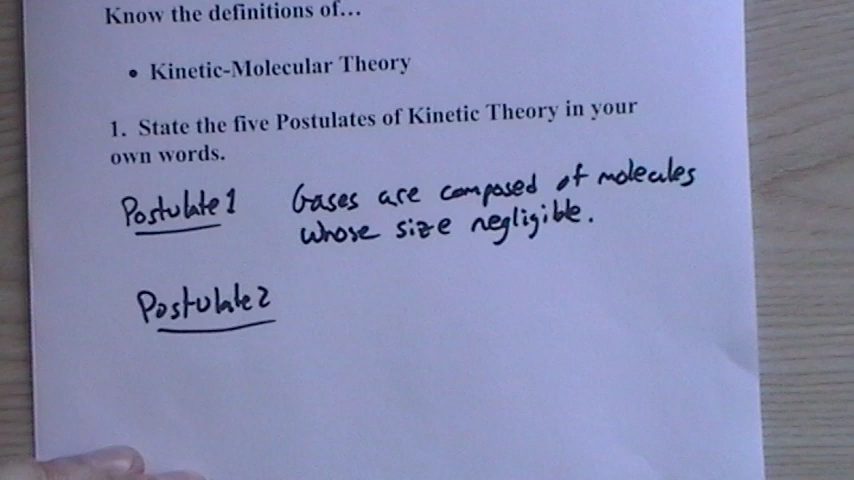 Know the definitions of...
• Kinetic-Molecular Theory
1. State the five Postulates of Kinetic Theory in your
own words.
Postulate 1 Gases are composed of molecules
whose size negligible.
Postulate 2